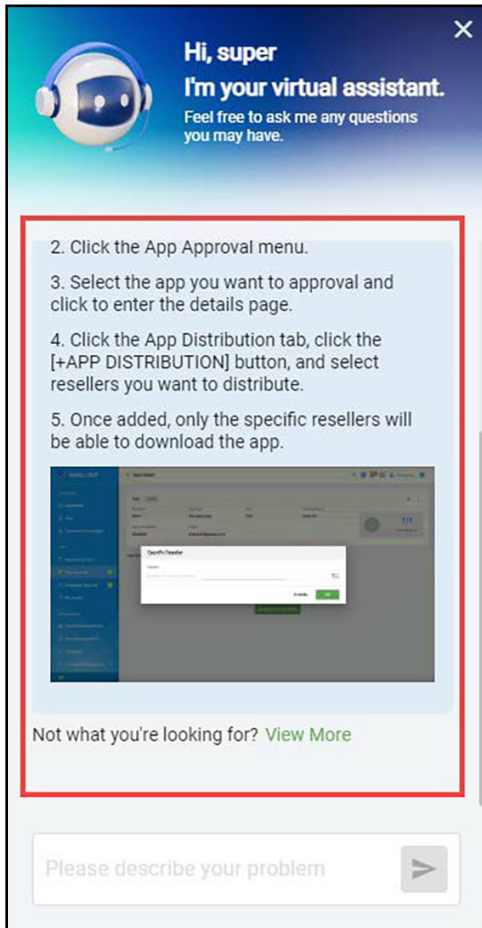 Hi, super
I'm your virtual assistant.
Feel free to ask me any questions
you may have.
2. Click the App Approval menu.
3. Select the app you want to approval and
click to enter the details page.
4. Click the App Distribution tab, click the
[+APP DISTRIBUTION] button, and select
resellers you want to distribute.
5. Once added, only the specific resellers will
be able to download the app.
Specific Reseller
Not what you're looking for? View More
Please describe your problem